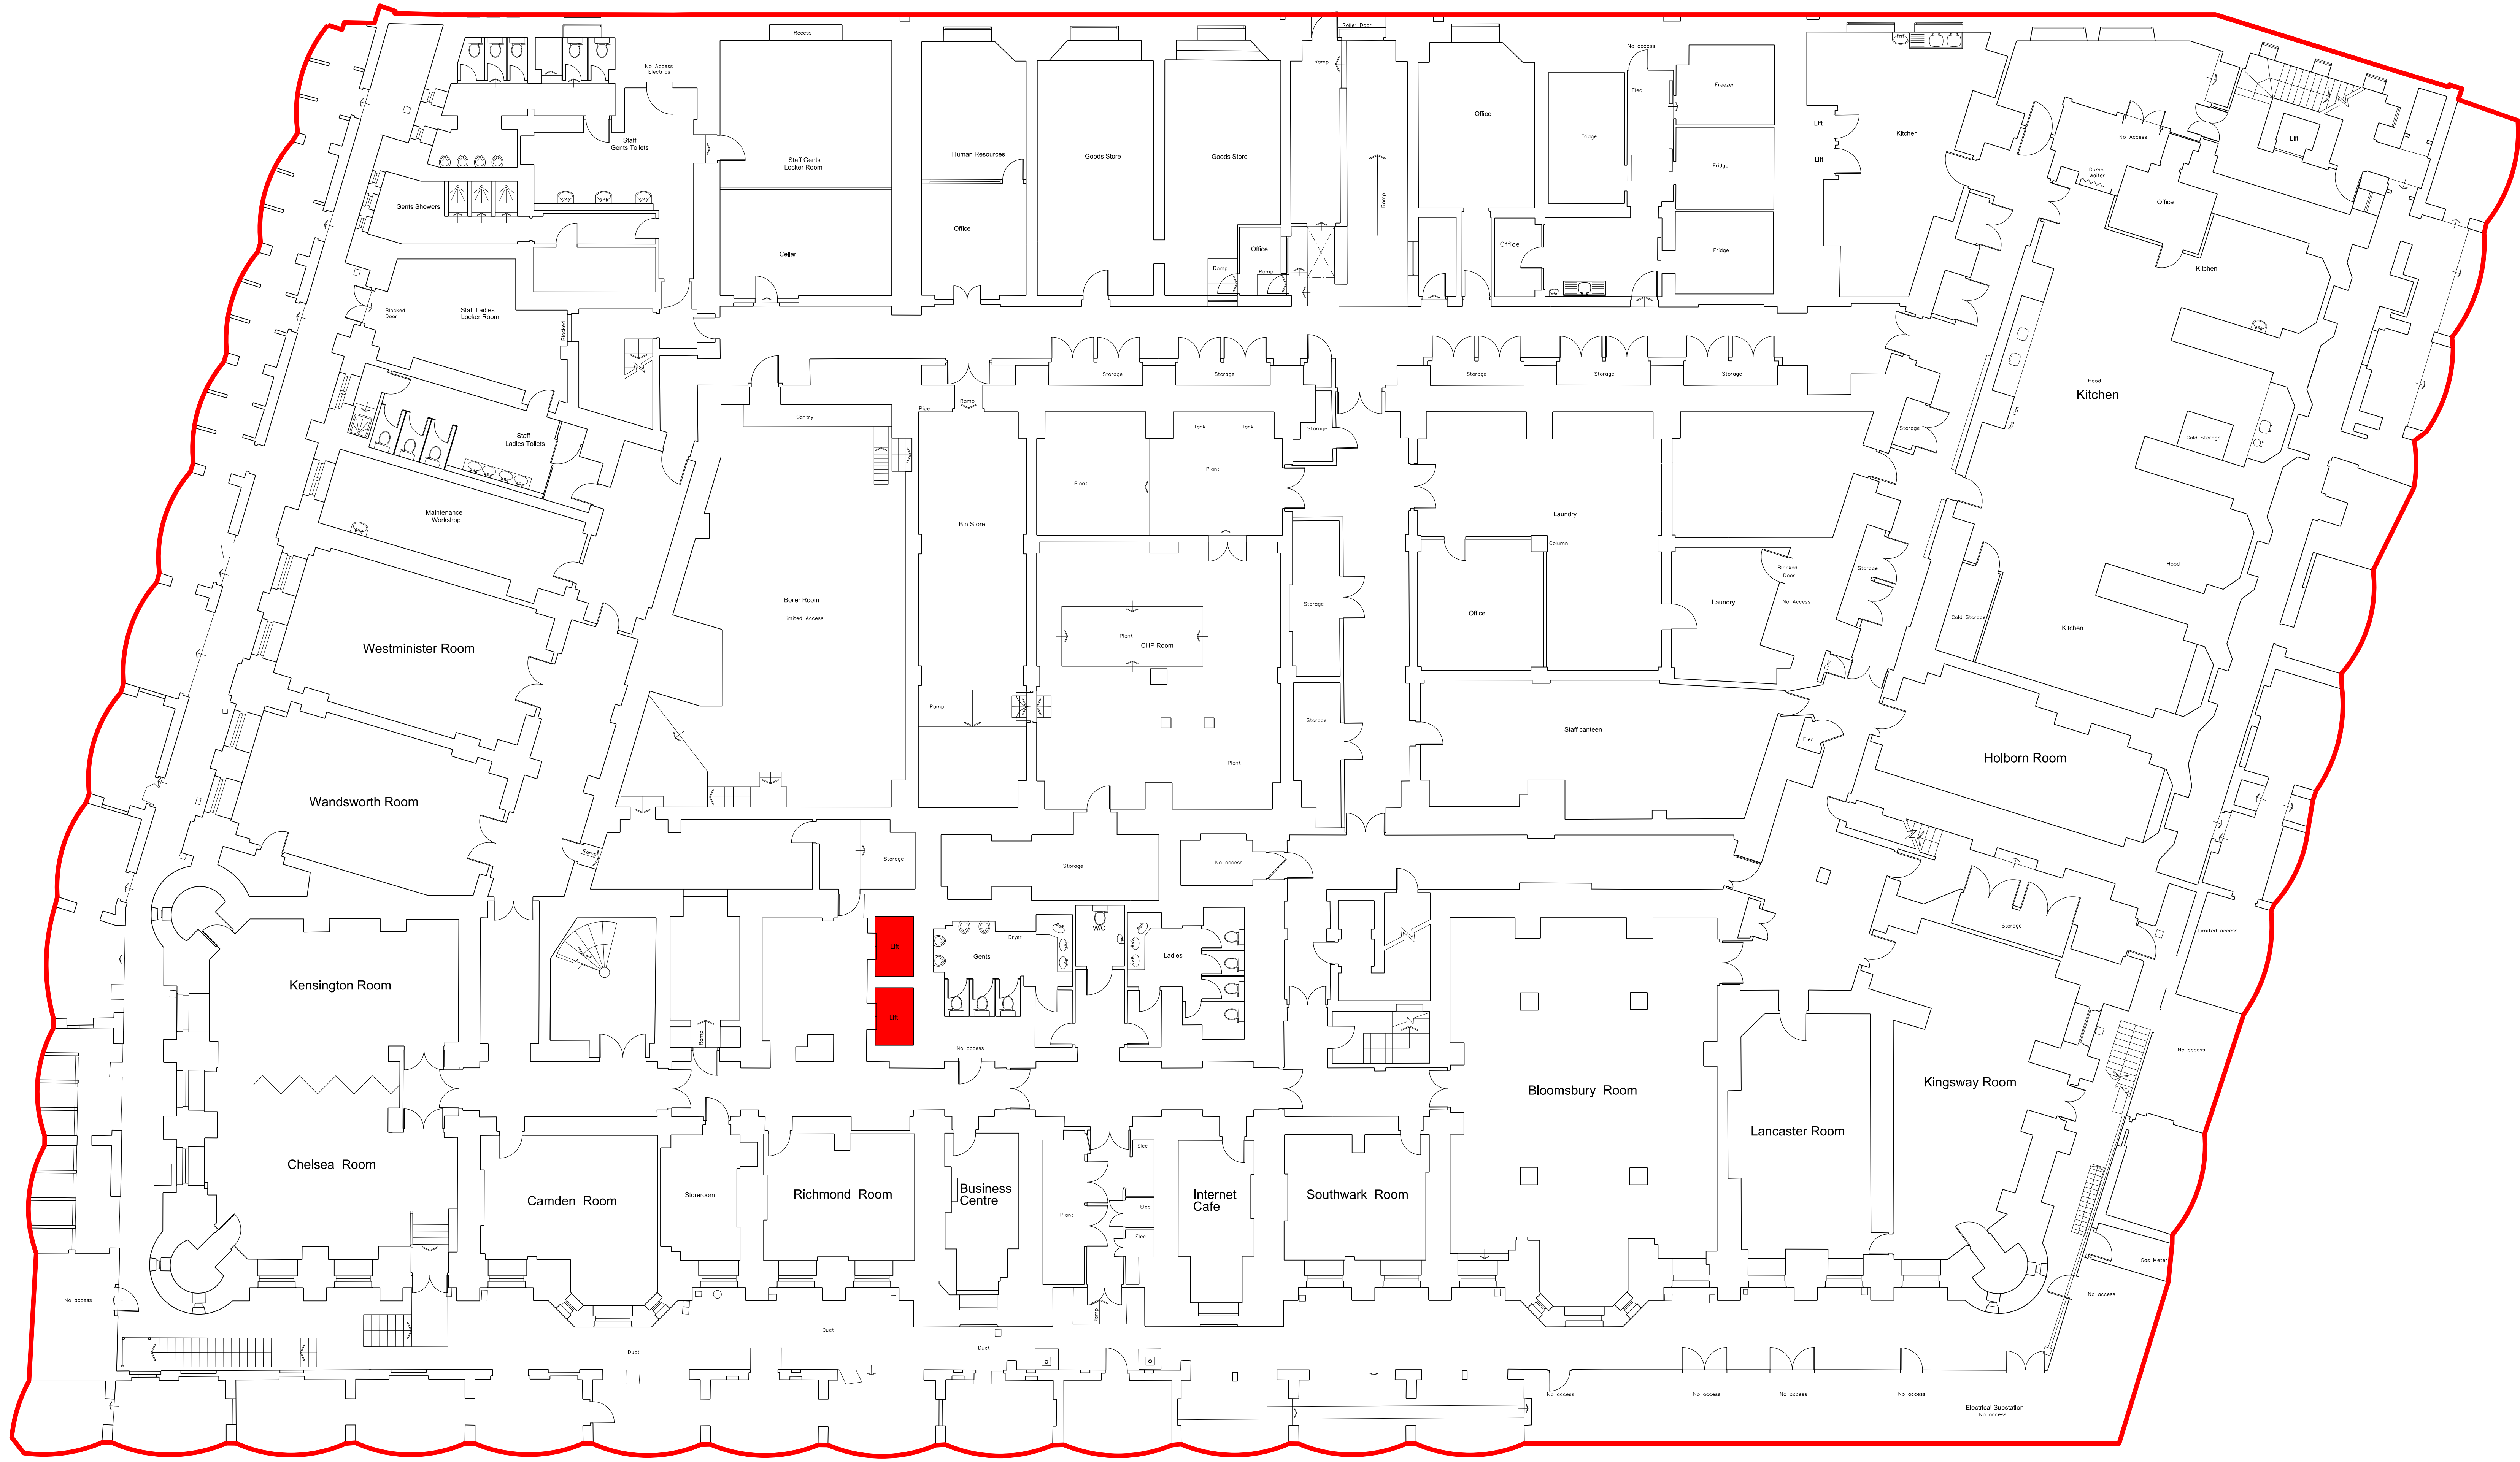 Roller Door
Recess
No Access
Electrics
No access
Ramp
Elec
Freezer
Office
Fridge
Lift
Kitchen
No Access
Lift
Staff
Gents Toilets
Staff Gents
Locker Room
Human Resources
Goods Store
Goods Store
Fridge
Lift
Dumb
Waiter
Ramp
Office
Gents Showers
Office
Cellar
Office
Office
Fridge
Ramp
Ramp
Kitchen
Blocked
Door
Staff Ladies
Locker Room
Blocked
Storage
Storage
Storage
Storage
Storage
Hood
Kitchen
Ramp
Pipe
Gantry
Gas Fan
Tank
Tank
Storage
Storage
Cold Storage
Staff
Ladies Toilets
Plant
Plant
Maintenance
Workshop
Bin Store
Laundry
Column
Hood
Blocked
Door
Storage
Boiler Room
Limited Access
Storage
Office
Laundry
No Access
Cold Storage
Kitchen
Plant
CHP Room
Westminister Room
Elec
Ramp
Storage
Staff canteen
Elec
Holborn Room
Plant
Wandsworth Room
Ramp
Storage
Storage
No access
Lift
Dryer
Gents
W/C
Ladies
Storage
Limited access
Kensington Room
Lift
Ramp
No access
No access
Bloomsbury Room
Kingsway Room
Lancaster Room
Chelsea Room
Camden Room
Storeroom
Richmond Room
Business
Centre
Plant
Elec
Elec
Elec
Internet
Cafe
Southwark Room
Gas Meter
No access
No access
Ramp
Duct
Duct
Duct
No access
No access
No access
No access
Electrical Substation
No access